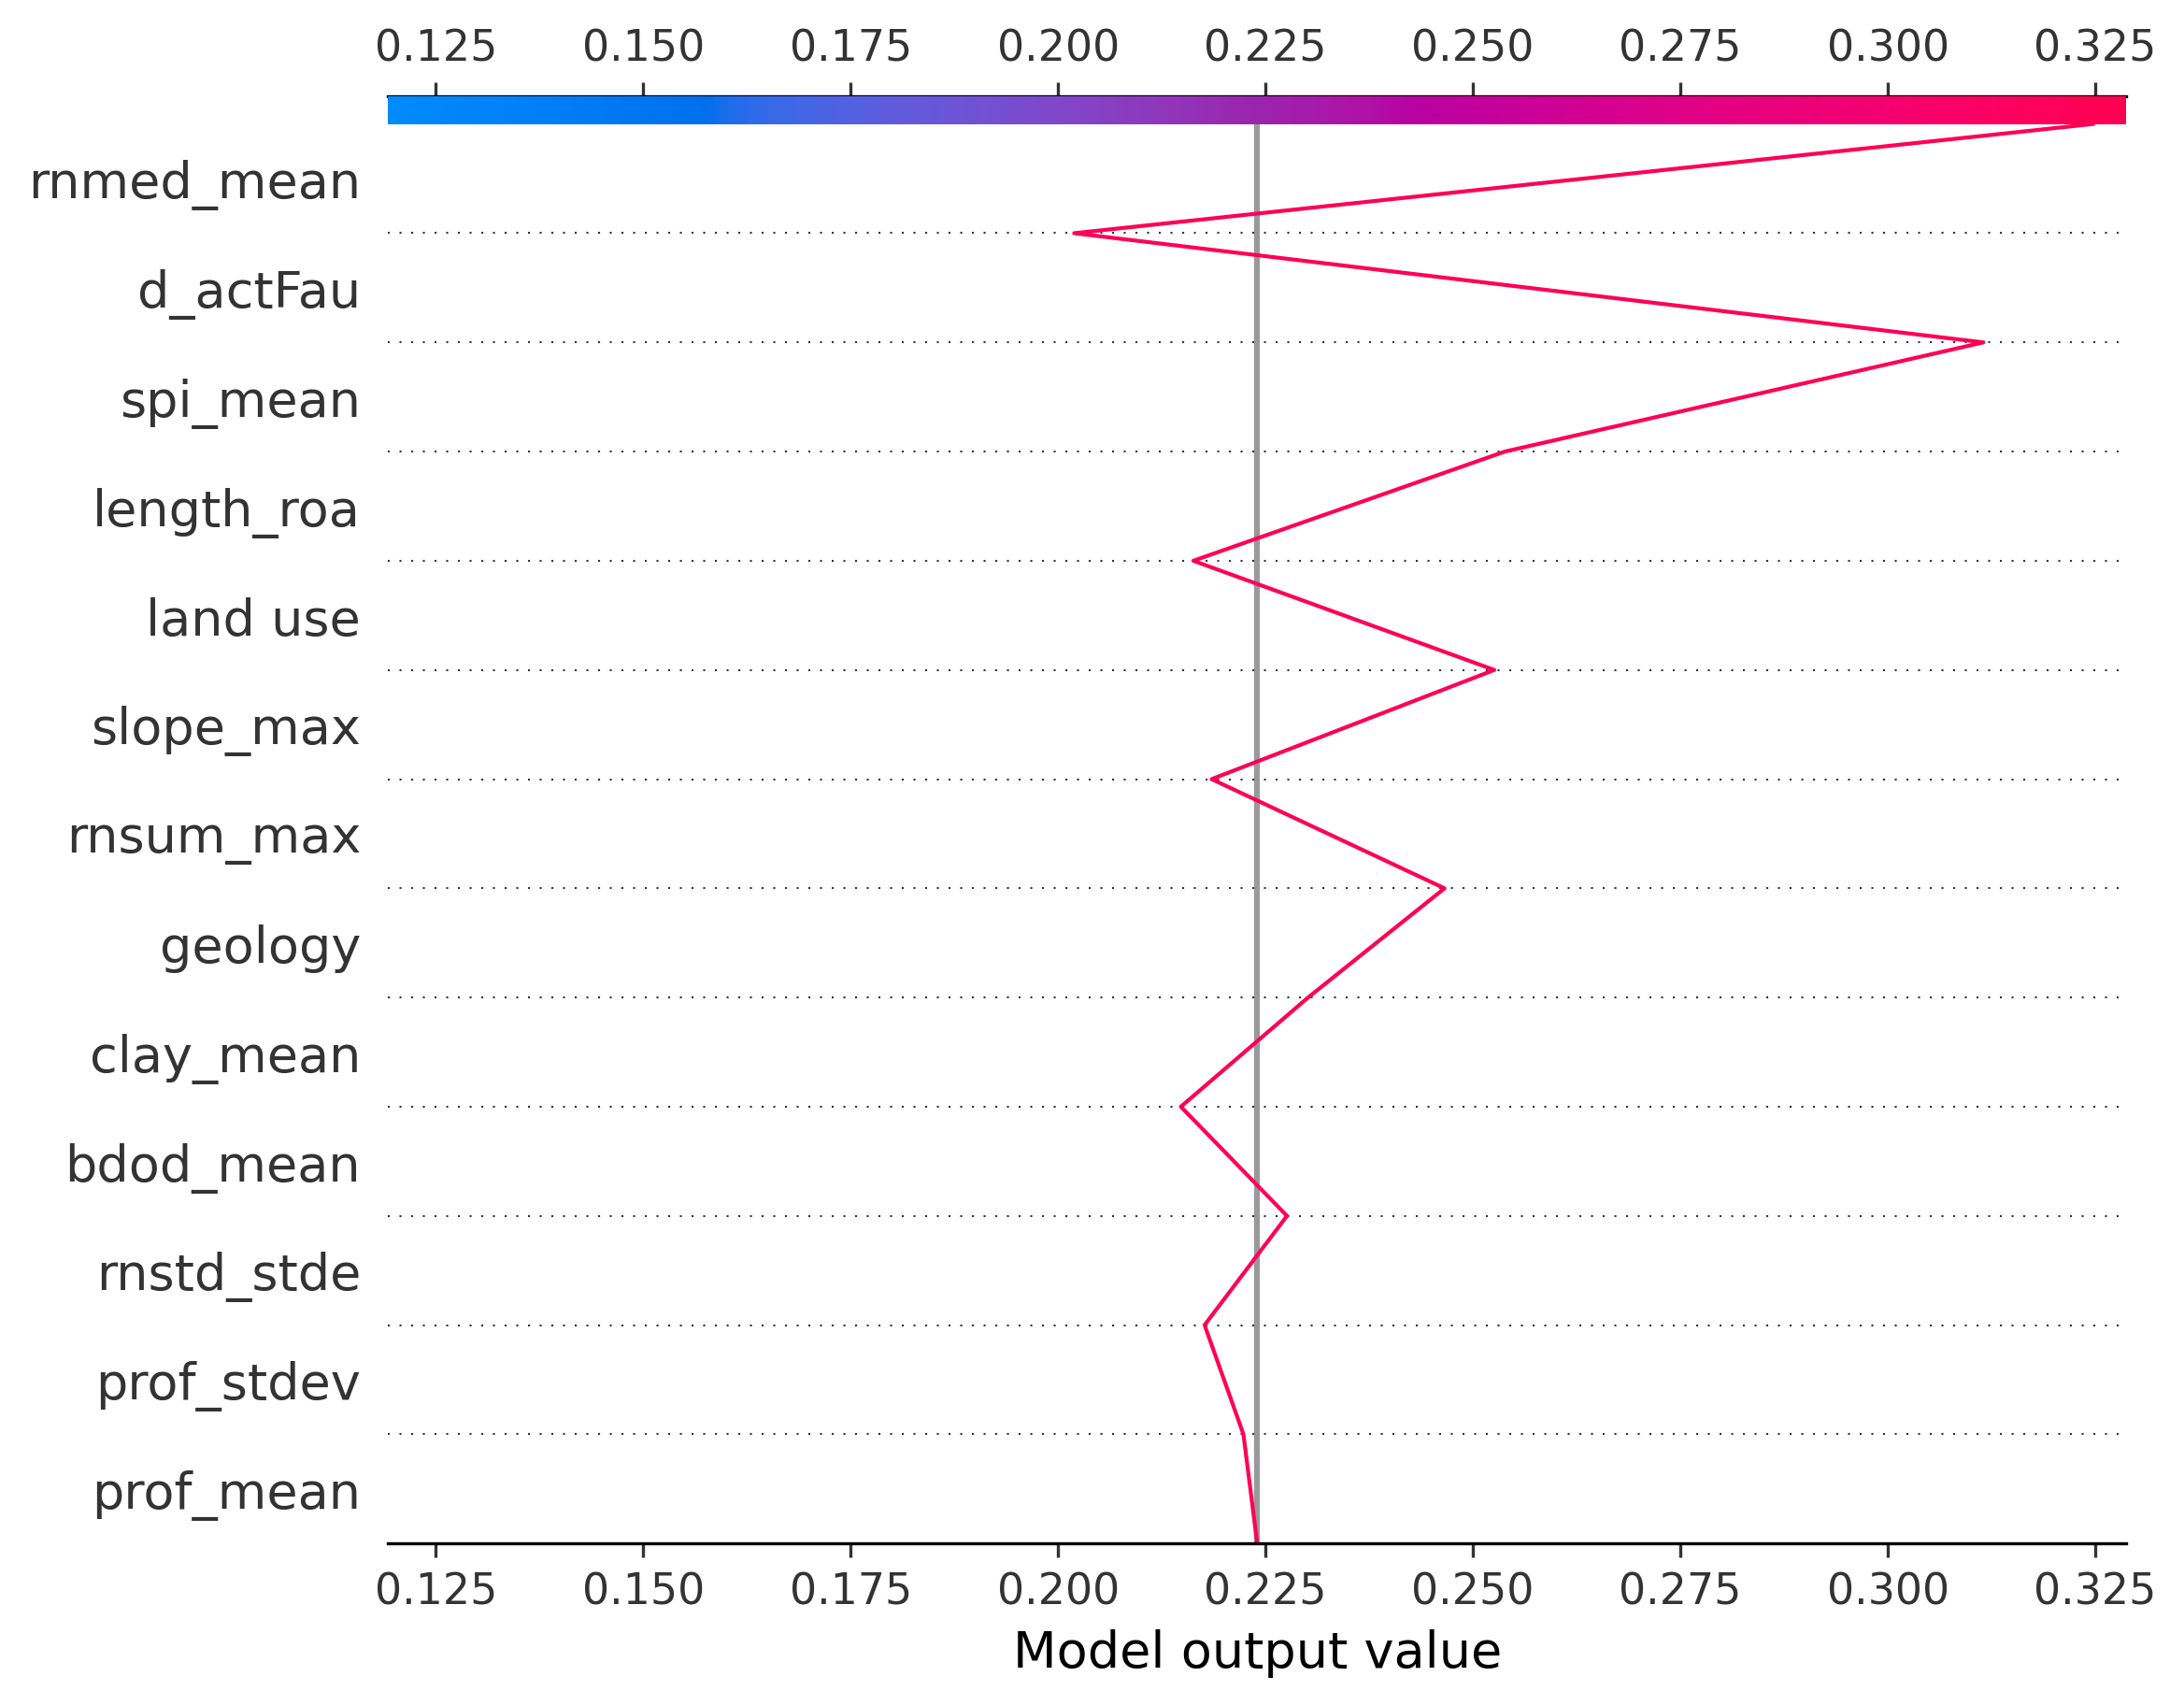 0.125 0.150 0.175 0.200 0.225 0.250 0.275 0.300 0.325
rnmed_mean
d_actFau
spi_mean
length_roa
land use
slope_max
rnsum_max
geology
clay_mean
bdod_mean
rnstd_stde
prof_stdev
prof_mean
0.125 0.150 0.175 0.200 0.225 0.250 0.275 0.300 0.325
Model output value